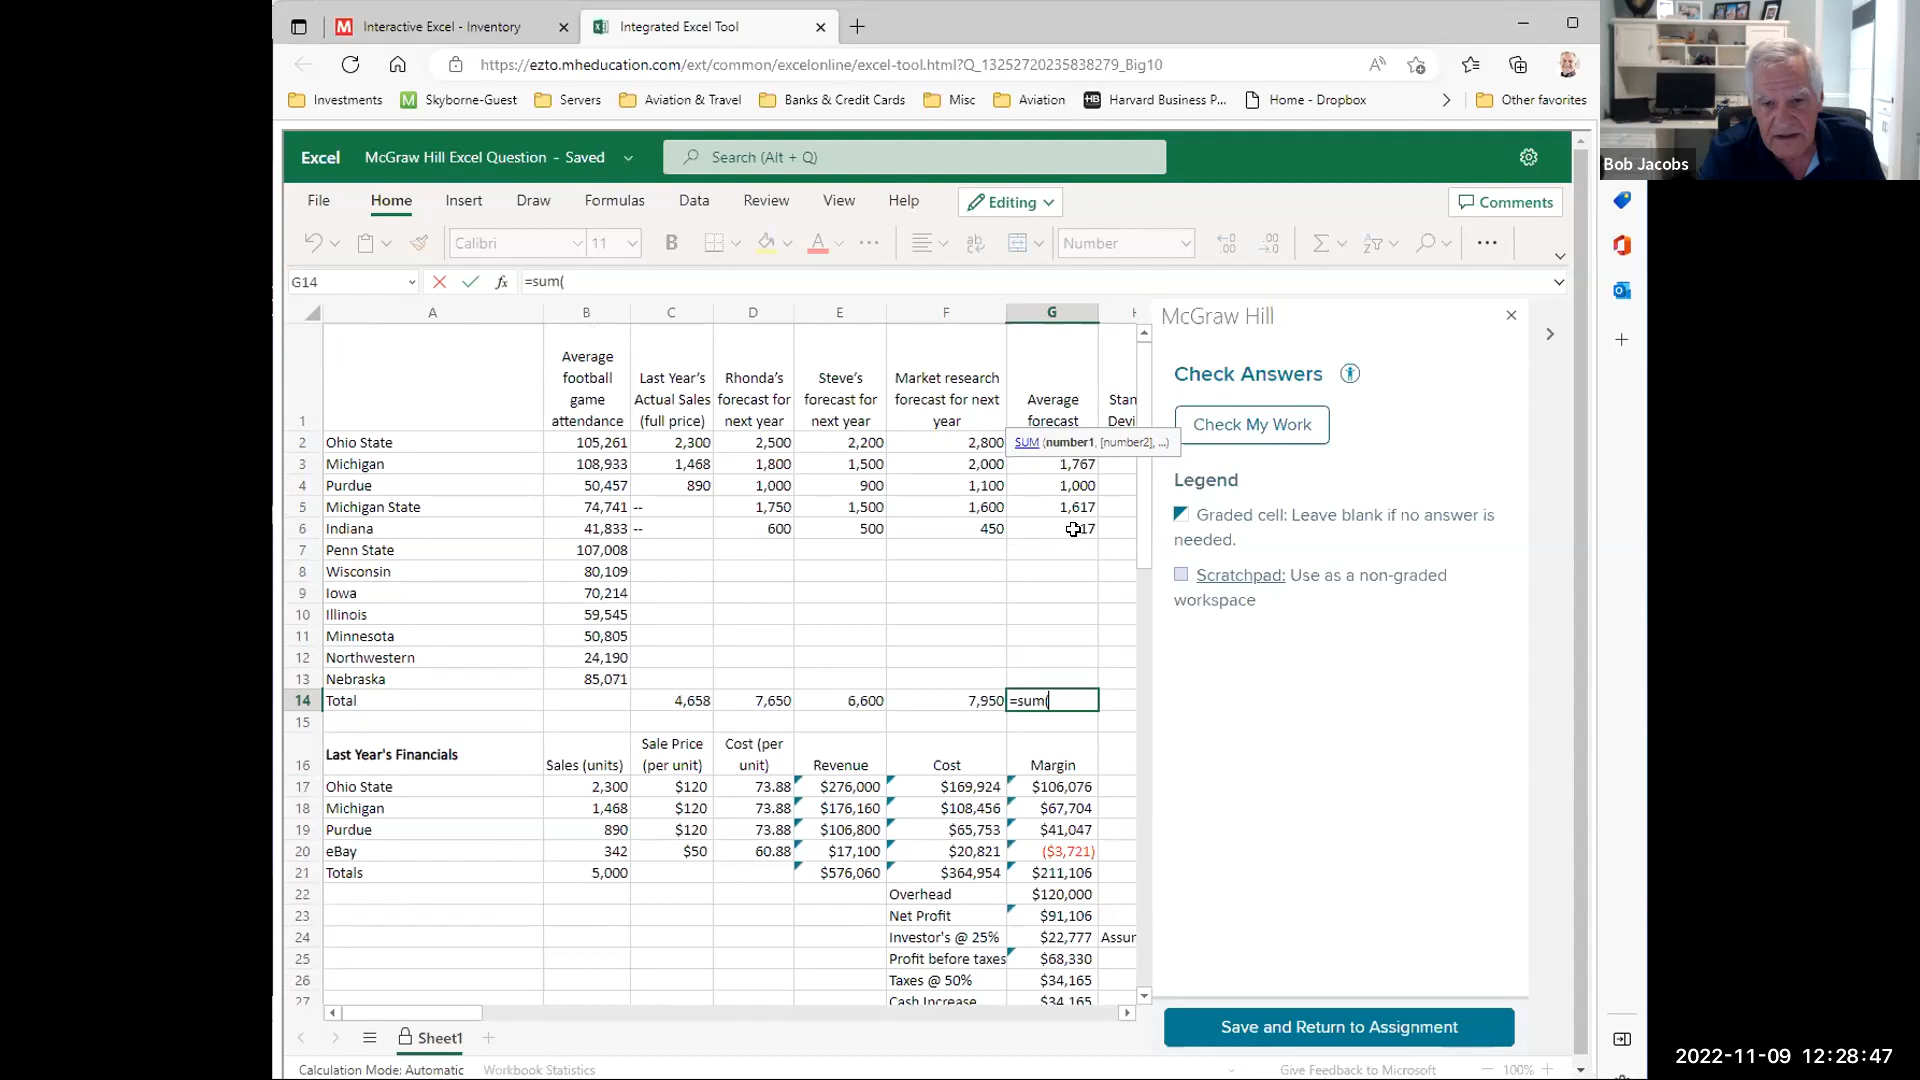 Interactive Excel - Inventory
Integrated Excel Tool
https://ezto.mheducation.com/ext/common/excelonline/excel-tool.html?Q_13252720235838279_Big10
Investments
Skyborne-Guest
Servers
Aviation & Travel
Banks & Credit Cards
Misc
Aviation
Harvard Business P...
Home - Dropbox
Other favorites
Bob Jacobs
Excel
McGraw Hill Excel Question - Saved
Search (Alt + Q)
File Home Insert Draw Formulas Data Review View Help Editing Comments
Calibri 11 B A Number
G14 fx =sum(
A B C D E F G H
McGraw Hill
1
Average football game attendance
Last Year's Actual Sales (full price)
Rhonda's forecast for next year
Steve's forecast for next year
Market research forecast for next year
Average forecast
Stan
Devi
SUM (number1, [number2], ...)
2 Ohio State 105,261 2,300 2,500 2,200 2,800
3 Michigan 108,933 1,468 1,800 1,500 2,000 1,767
4 Purdue 50,457 890 1,000 900 1,100 1,000
5 Michigan State 74,741 -- 1,750 1,500 1,600 1,617
6 Indiana 41,833 -- 600 500 450 17
7 Penn State 107,008
8 Wisconsin 80,109
9 Iowa 70,214
10 Illinois 59,545
11 Minnesota 50,805
12 Northwestern 24,190
13 Nebraska 85,071
14 Total 4,658 7,650 6,600 7,950 =sum(
15
16 Last Year's Financials Sales (units) Sale Price (per unit) Cost (per unit) Revenue Cost Margin
17 Ohio State 2,300 $120 73.88 $276,000 $169,924 $106,076
18 Michigan 1,468 $120 73.88 $176,160 $108,456 $67,704
19 Purdue 890 $120 73.88 $106,800 $65,753 $41,047
20 eBay 342 $50 60.88 $17,100 $20,821 ($3,721)
21 Totals 5,000 $576,060 $364,954 $211,106
22 Overhead $120,000
23 Net Profit $91,106
24 Investor's @ 25% $22,777 Assur
25 Profit before taxes $68,330
26 Taxes @ 50% $34,165
27 Cash Increase $34,165
Check Answers
Check My Work
Legend
Graded cell: Leave blank if no answer is
needed.
Scratchpad: Use as a non-graded
workspace
Save and Return to Assignment
Sheet1
Calculation Mode: Automatic
Workbook Statistics
Give Feedback to Microsoft
100%
2022-11-09 12:28:47